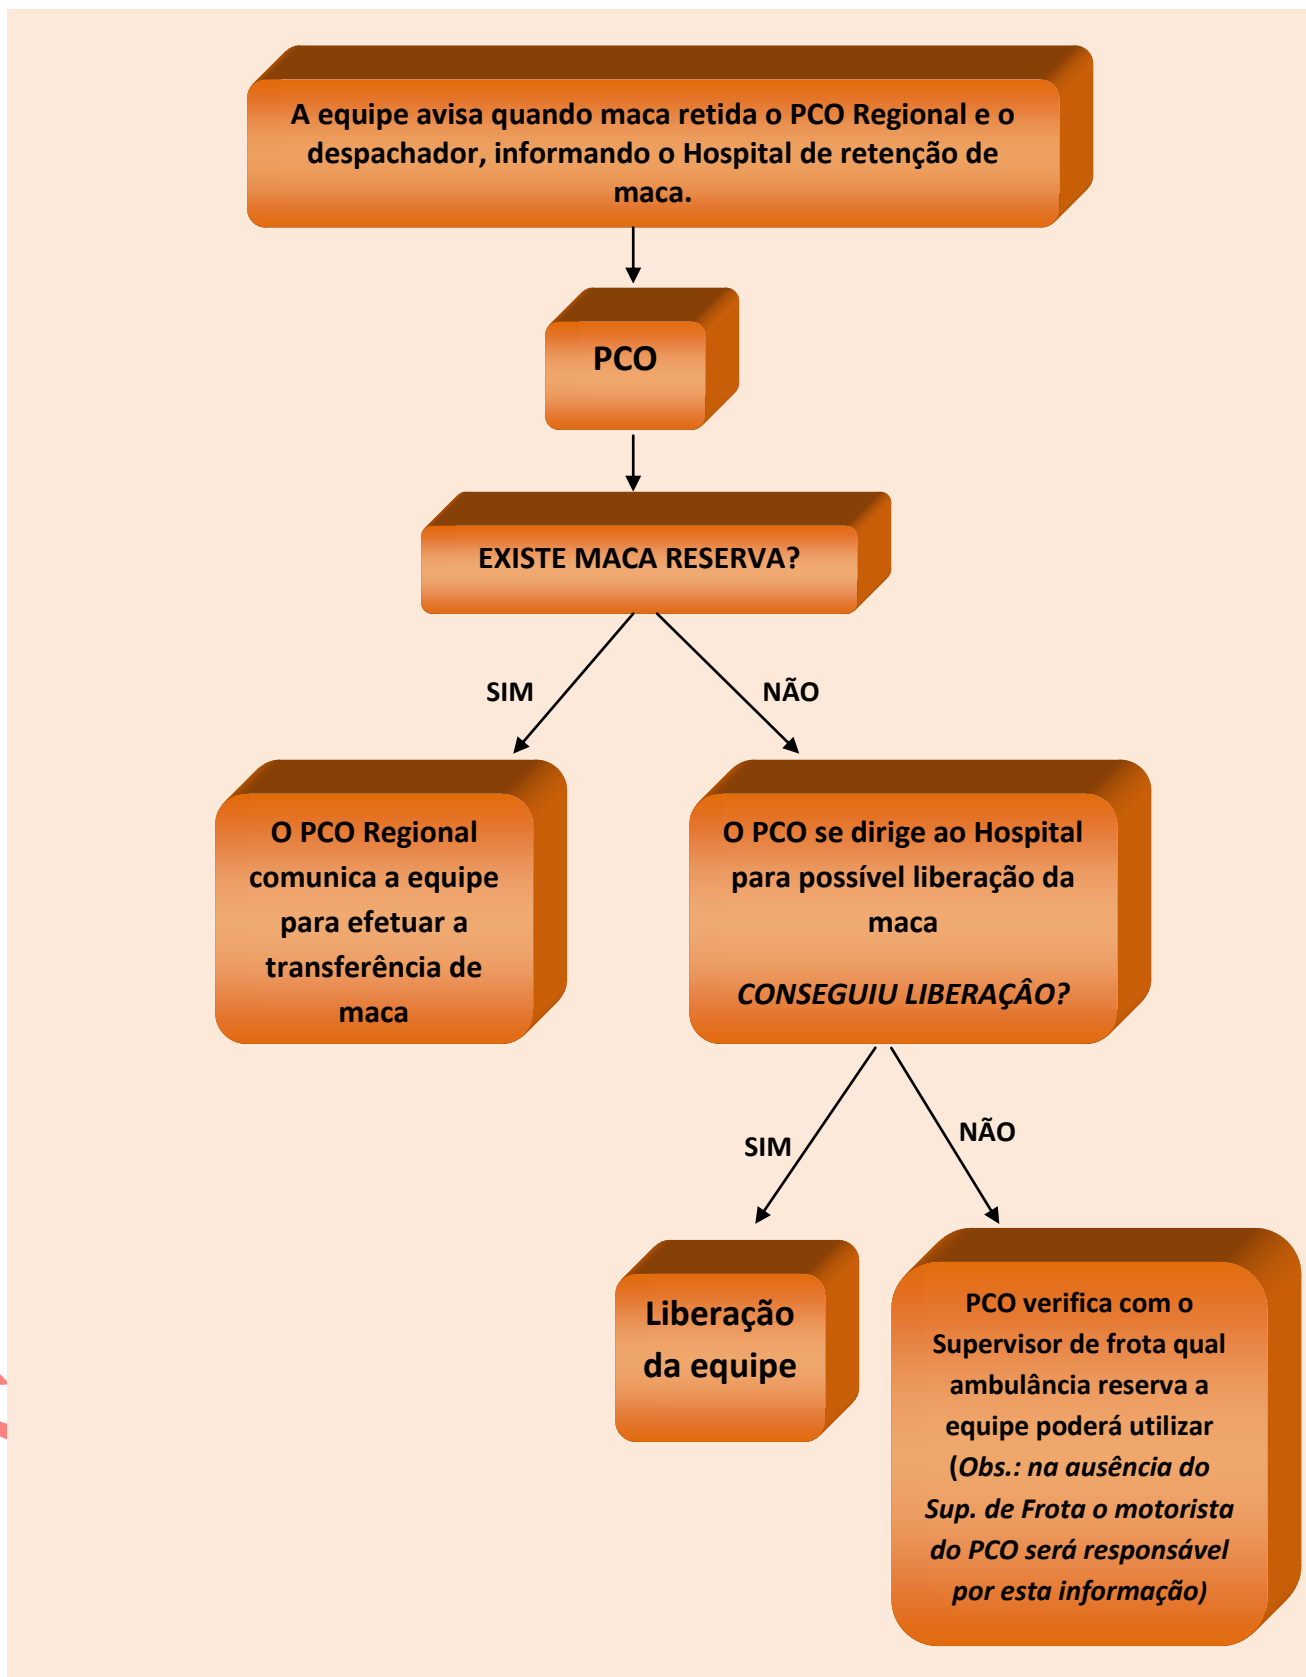 A equipe avisa quando maca retida o PCO Regional e o
despachador, informando o Hospital de retenção de
maca.
PCO
EXISTE MACA RESERVA?
SIM
NÃO
O PCO Regional
comunica a equipe
para efetuar a
transferência de
maca
O PCO se dirige ao Hospital
para possível liberação da
maca
CONSEGUIU LIBERAÇÂO?
SIM
NÃO
Liberação
da equipe
PCO verifica com o
Supervisor de frota qual
ambulância reserva a
equipe poderá utilizar
(Obs.: na ausência do
Sup. de Frota o motorista
do PCO será responsável
por esta informação)